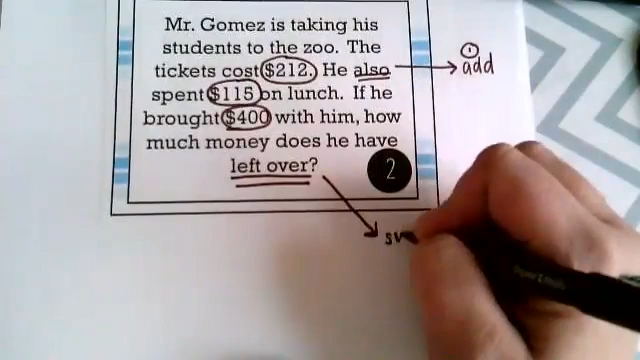 Mr. Gomez is taking his
students to the zoo. The
tickets cost $212. He also
spent $115 on lunch. If he
brought $400 with him, how
much money does he have
left over?
2
1
add
su